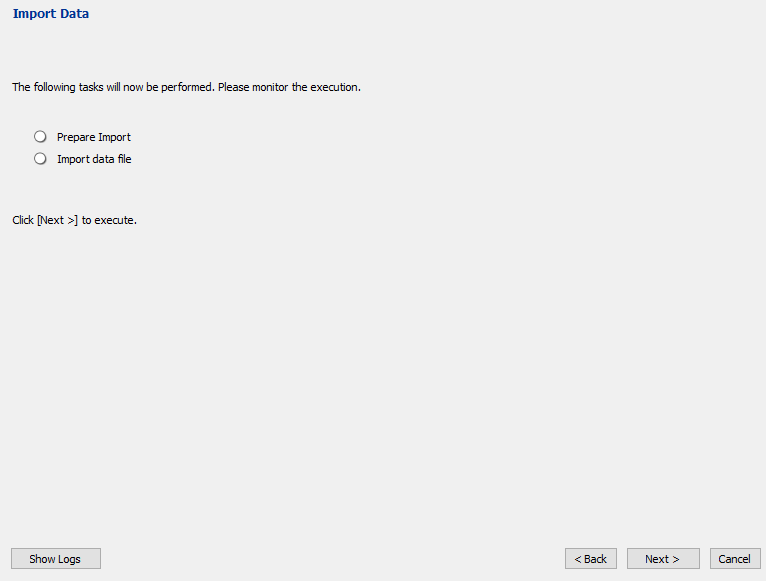 Import Data
The following tasks will now be performed. Please monitor the execution.
Prepare Import
Import data file
Click [Next >] to execute.
Show Logs
< Back
Next >
Cancel